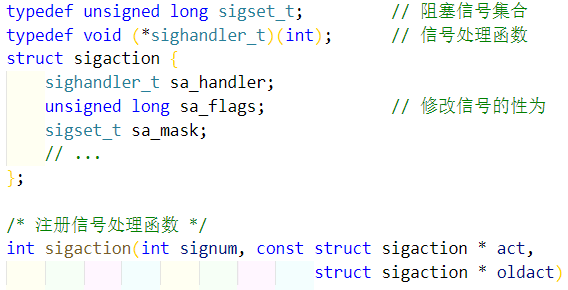 typedef unsigned long sigset_t;         // 阻塞信号集合
typedef void (*sighandler_t)(int);      // 信号处理函数
struct sigaction {
    sighandler_t sa_handler;
    unsigned long sa_flags;             // 修改信号的性为
    sigset_t sa_mask;
    // ...
};

/* 注册信号处理函数 */
int sigaction(int signum, const struct sigaction * act,
                                struct sigaction * oldact)